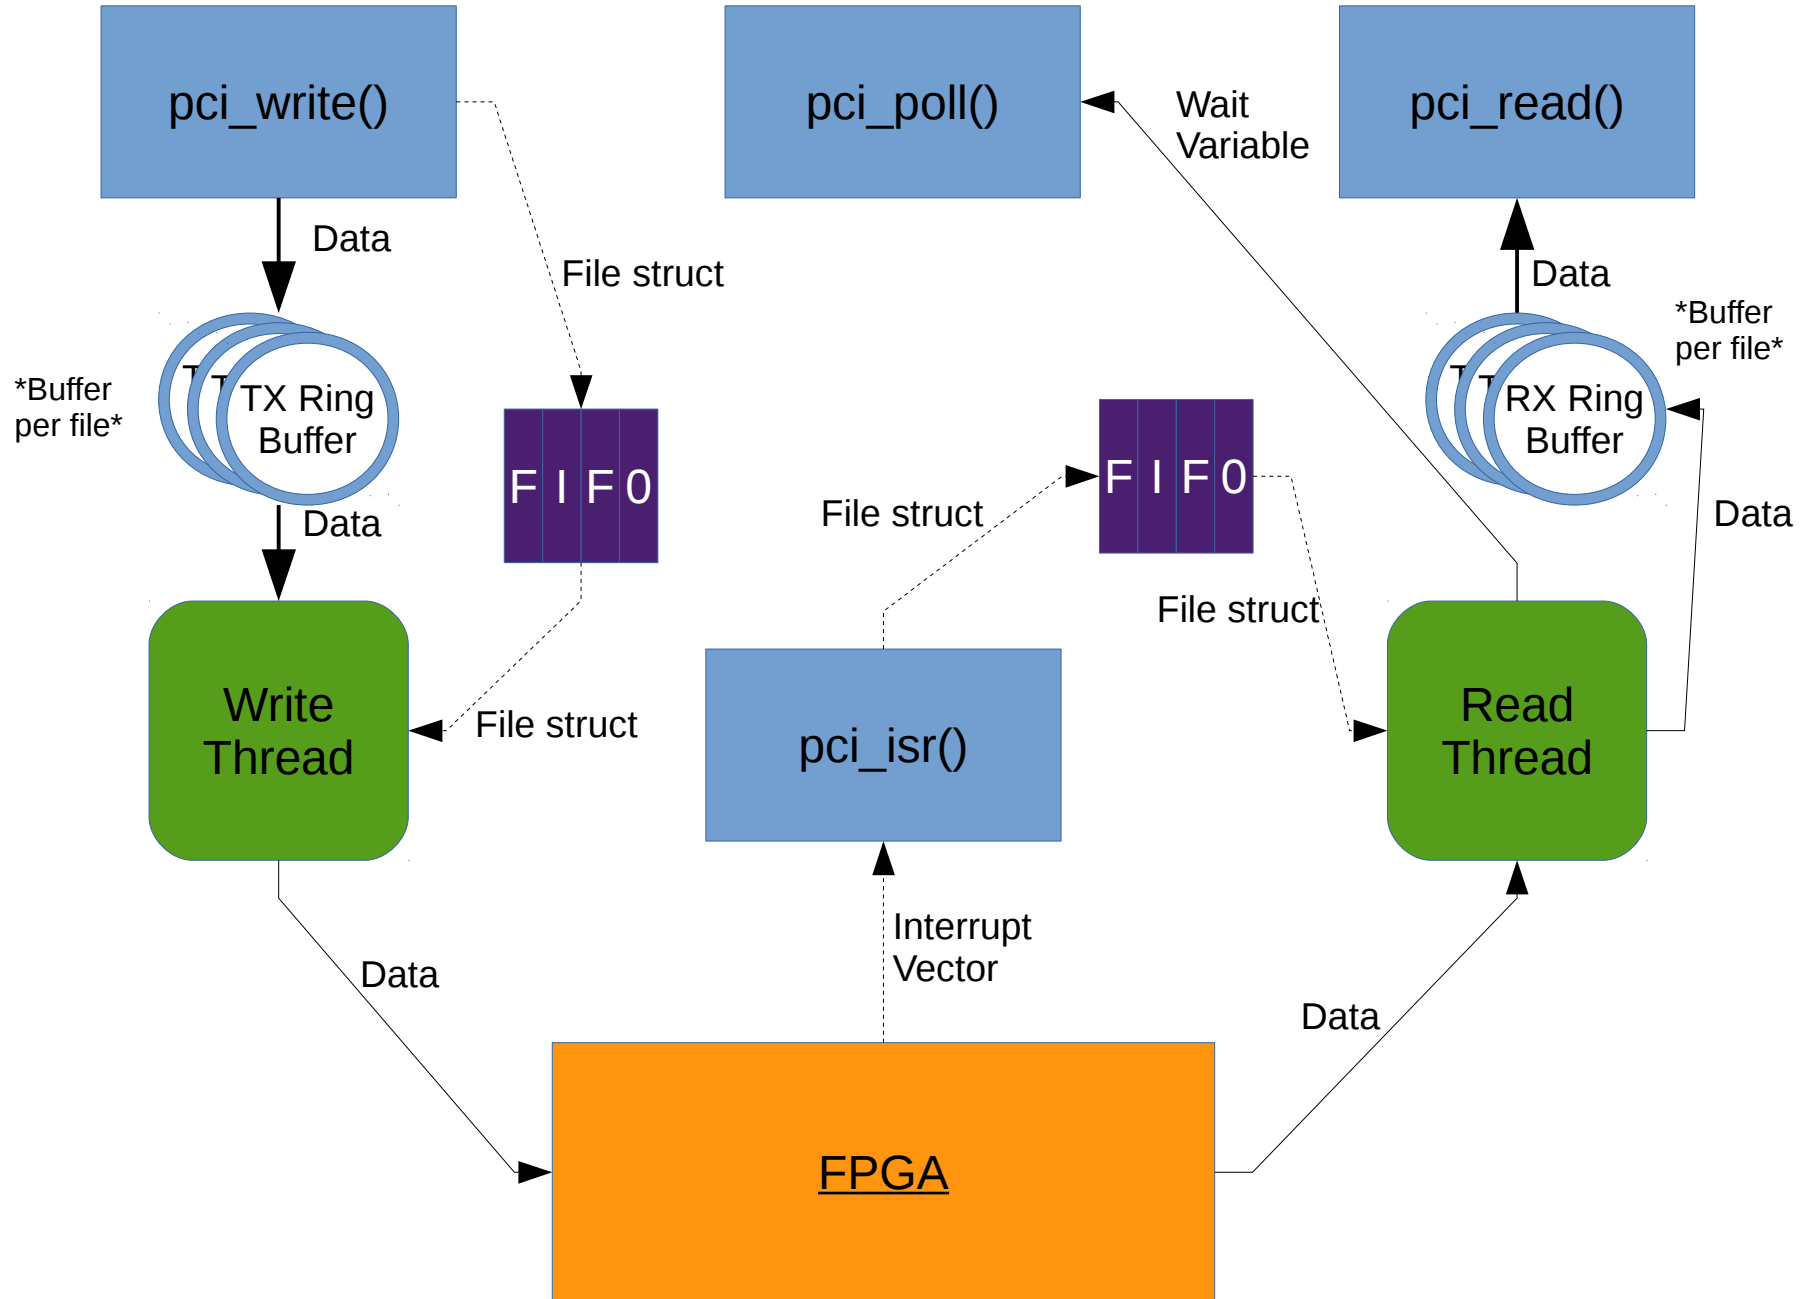 pci_write()
pci_poll()
Wait
Variable
pci_read()
Data
File struct
Data
*Buffer
per file*
*Buffer
per file*
T
T
TX Ring
Buffer
T
T
RX Ring
Buffer
F I F 0
F I F 0
File struct
Data
Data
File struct
Write
Thread
File struct
pci_isr()
Read
Thread
Interrupt
Vector
Data
Data
FPGA